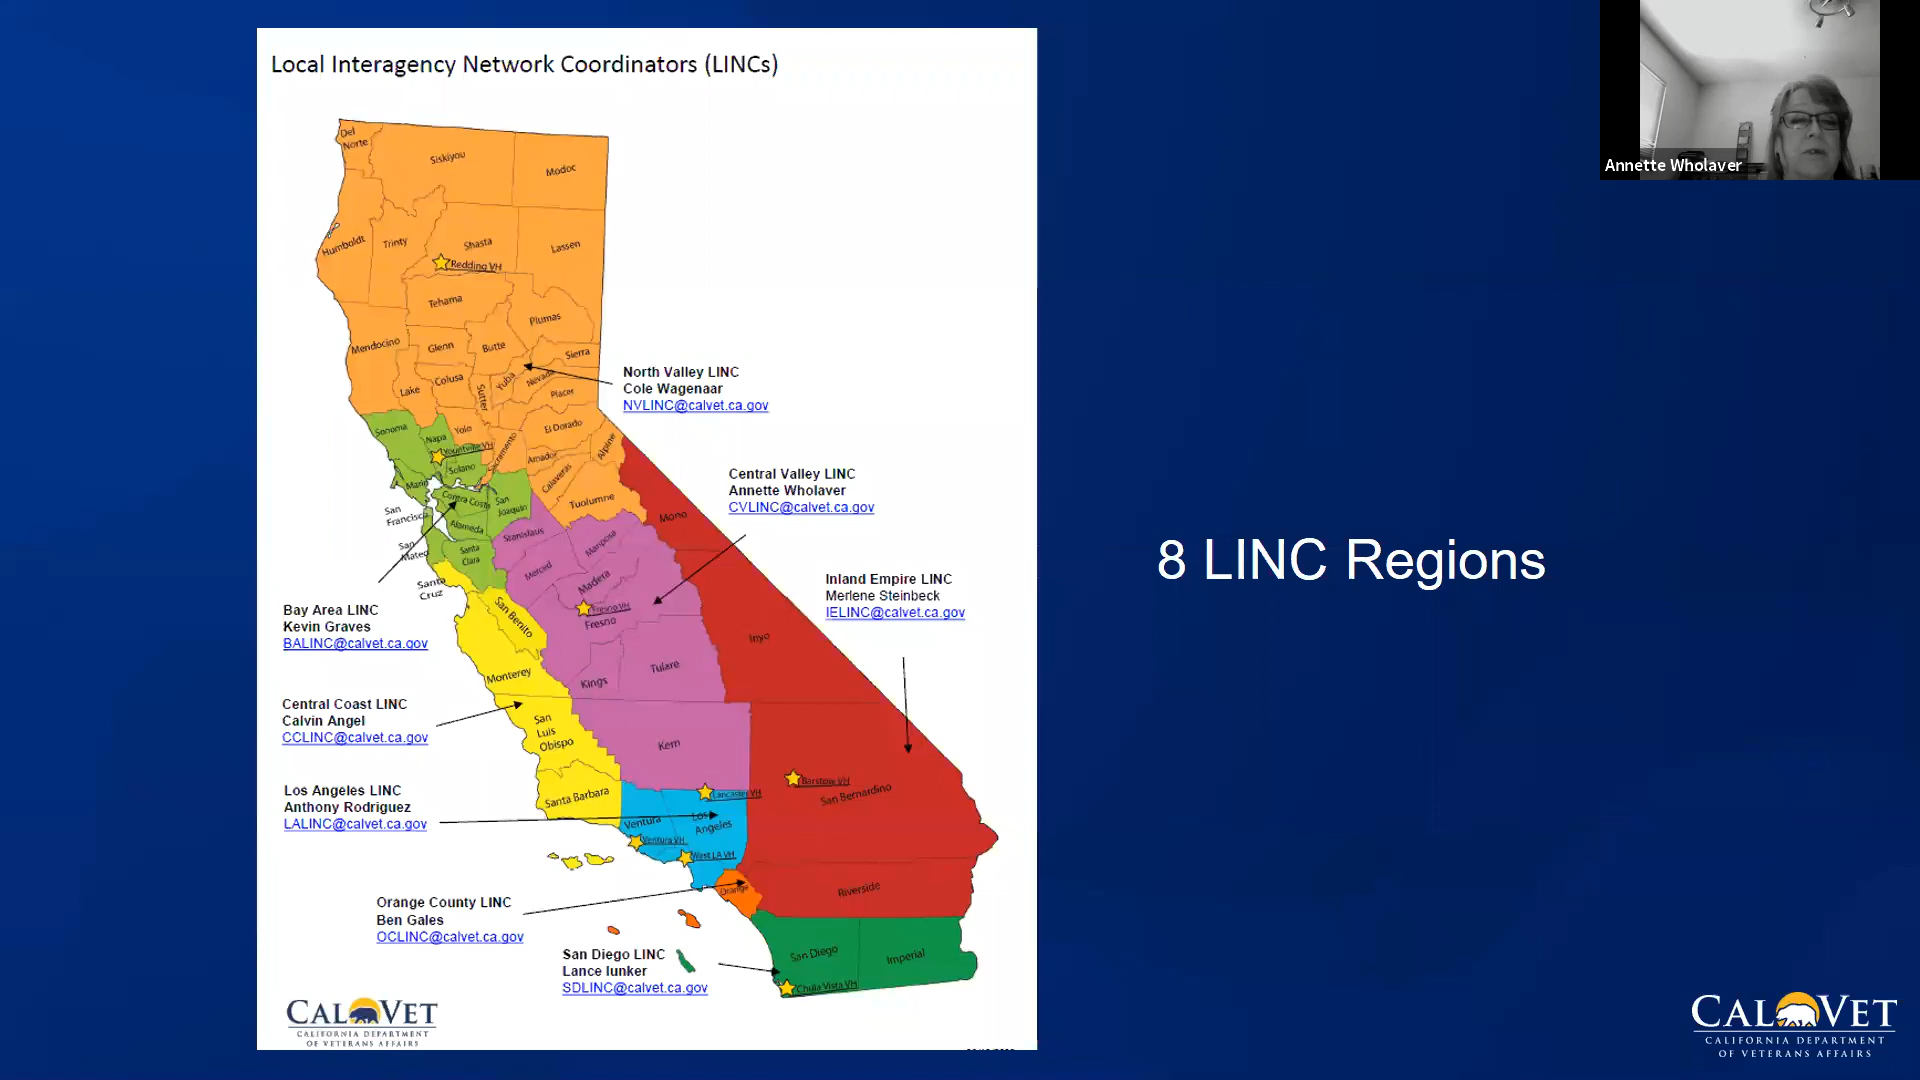 Local Interagency Network Coordinators (LINCs)
Del
Norte
Siskiyou
Modoc
Humboldt
Trinty
Shasta
Lassen
Redding VH
Tehama
Plumas
Mendocino
Glenn
Butte
Sierra
Lake
Colusa
Sutter
Yuba
Nevada
Placer
North Valley LINC
Cole Wagenaar
NVLINC@calvet.ca.gov
Sonoma
Napa
Yolo
Sacramento
El Dorado
Alpine
Yountville VH
Solano
Amador
Calaveras
Marin
Contra Costa
San
Joaquin
Tuolumne
San
Francisco
Alameda
Mono
Central Valley LINC
Annette Wholaver
CVLINC@calvet.ca.gov
San
Mateo
Santa
Clara
Stanislaus
Mariposa
Merced
Madera
Santa
Cruz
San Benito
Fresno VH
Fresno
Inyo
Inland Empire LINC
Merlene Steinbeck
IELINC@calvet.ca.gov
Bay Area LINC
Kevin Graves
BALINC@calvet.ca.gov
Monterey
Kings
Tulare
Central Coast LINC
Calvin Angel
CCLINC@calvet.ca.gov
San
Luis
Obispo
Kern
Los Angeles LINC
Anthony Rodriguez
LALINC@calvet.ca.gov
Santa Barbara
Ventura
Los
Angeles
Lancaster VH
Barstow VH
San Bernardino
Ventura VH
West LA VH
Orange
Riverside
Orange County LINC
Ben Gales
OCLINC@calvet.ca.gov
San Diego LINC
Lance Iunker
SDLINC@calvet.ca.gov
San Diego
Imperial
Chula Vista VH
CALVET
CALIFORNIA DEPARTMENT
OF VETERANS AFFAIRS
8 LINC Regions
Annette Wholaver
CALVET
CALIFORNIA DEPARTMENT
OF VETERANS AFFAIRS